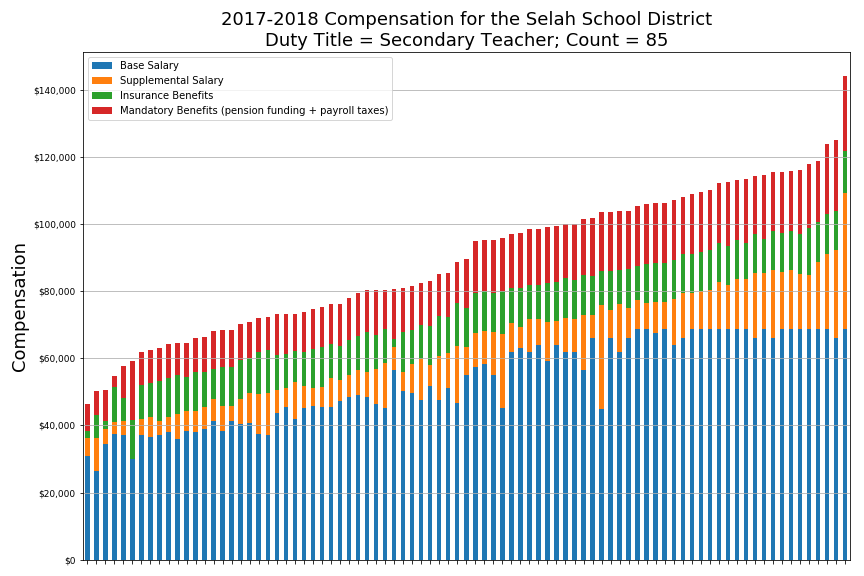 2017-2018 Compensation for the Selah School District
Duty Title = Secondary Teacher; Count = 85
Base Salary
Supplemental Salary
Insurance Benefits
Mandatory Benefits (pension funding + payroll taxes)
Compensation
$140,000
$120,000
$100,000
$80,000
$60,000
$40,000
$20,000
$0